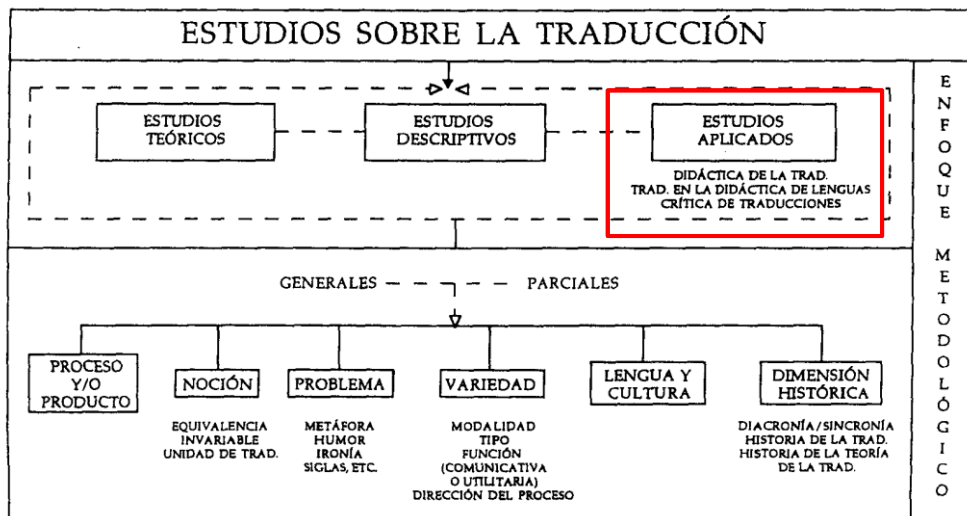 ESTUDIOS SOBRE LA TRADUCCIÓN
ESTUDIOS
TEÓRICOS
ESTUDIOS
DESCRIPTIVOS
ESTUDIOS
APLICADOS
DIDÁCTICA DE LA TRAD.
TRAD. EN LA DIDÁCTICA DE LENGUAS
CRÍTICA DE TRADUCCIONES
GENERALES
PARCIALES
PROCESO
Y/O
PRODUCTO
NOCIÓN
EQUIVALENCIA
INVARIABLE
UNIDAD DE TRAD.
PROBLEMA
METÁFORA
HUMOR
IRONÍA
SIGLAS, ETC.
VARIEDAD
MODALIDAD
TIPO
FUNCIÓN
(COMUNICATIVA
O UTILITARIA)
DIRECCIÓN DEL PROCESO
LENGUA Y
CULTURA
DIMENSIÓN
HISTÓRICA
DIACRONÍA/SINCRONÍA
HISTORIA DE LA TRAD.
HISTORIA DE LA TEORÍA
DE LA TRAD.
ENFOQUE METODOLÓGICO